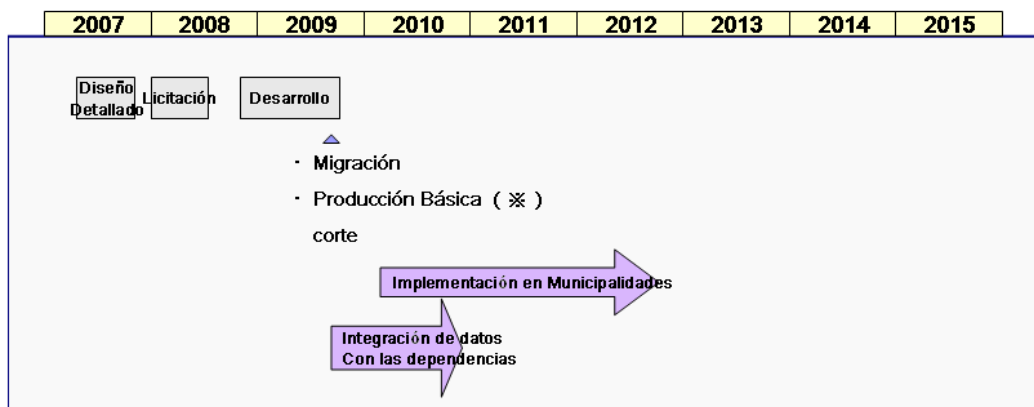 2007 2008 2009 2010 2011 2012 2013 2014 2015
Diseño
Detallado
Licitación
Desarrollo
・ Migración
・ Producción Básica ( ※ )
corte
Implementación en Municipalidades
Integración de datos
Con las dependencias